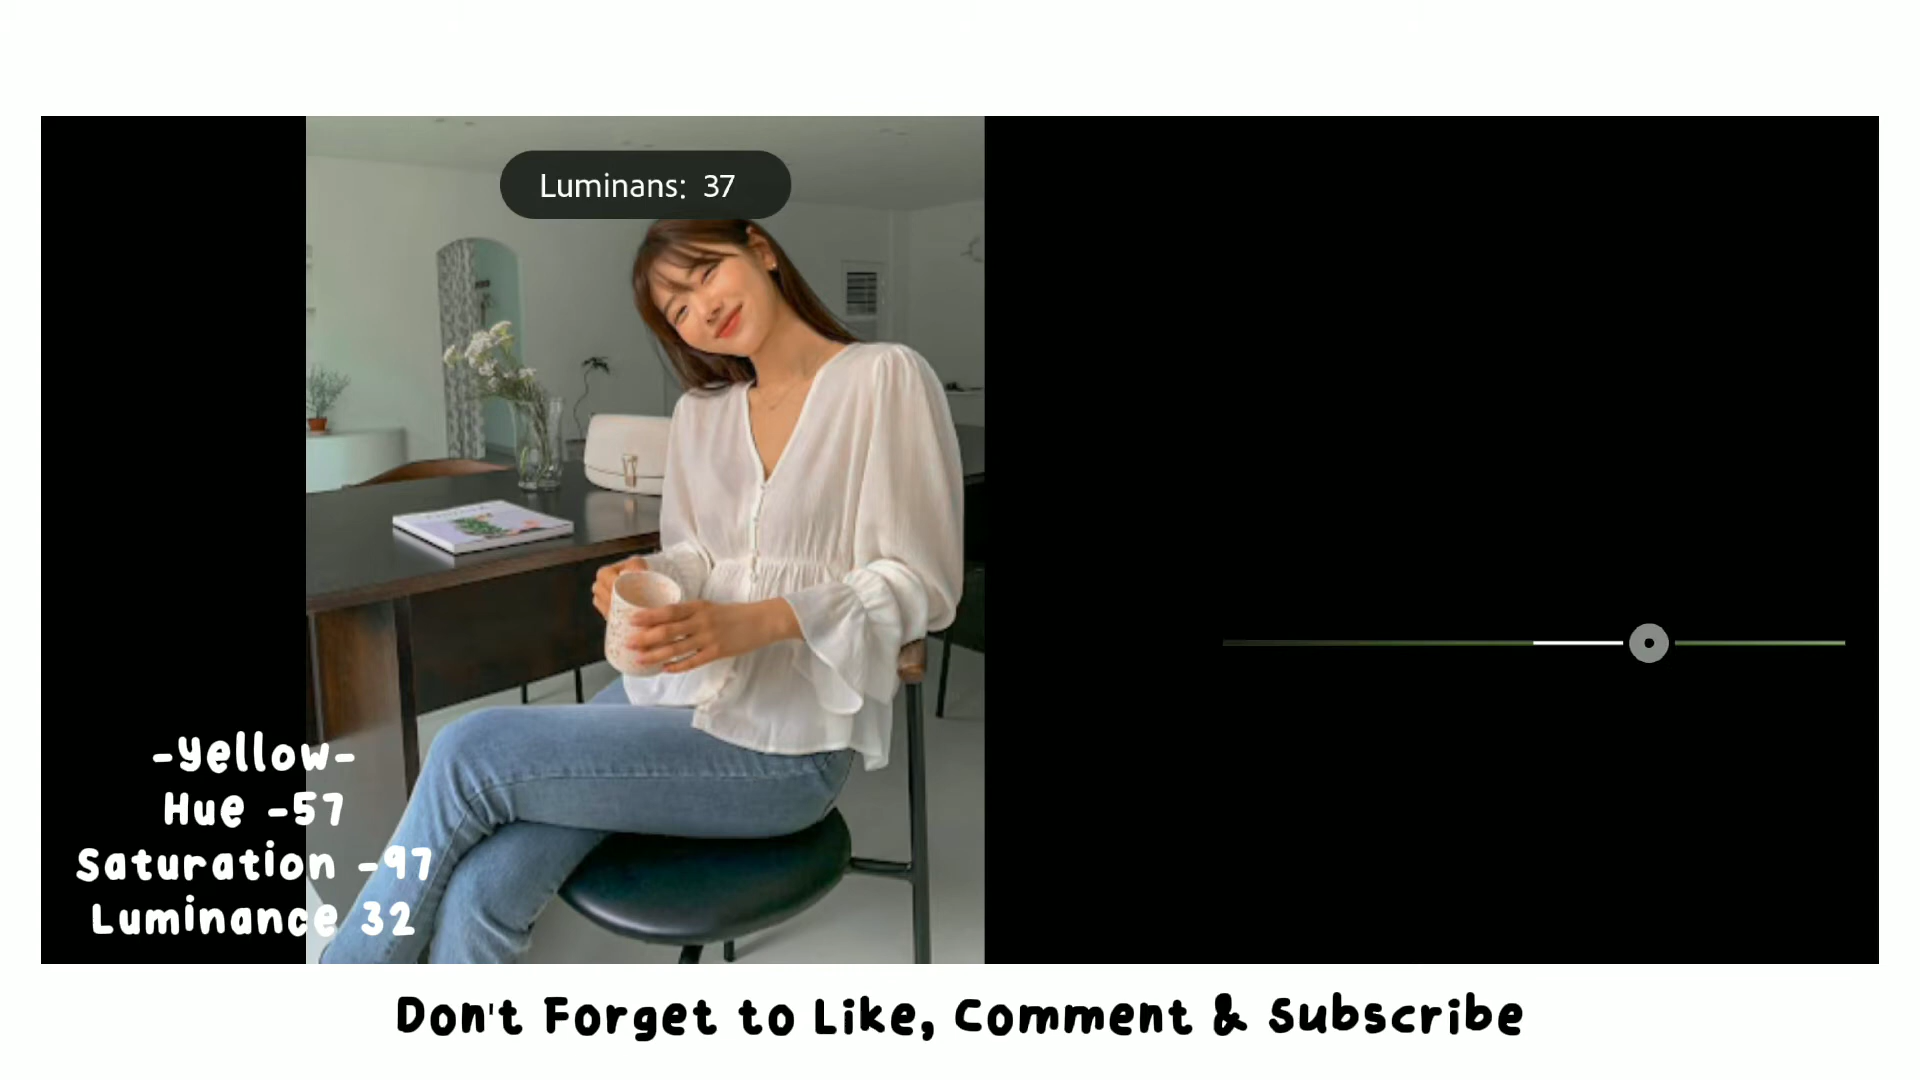 Luminans: 37
-Yellow-
Hue -57
Saturation -97
Luminance 32
Don't Forget to Like, Comment & Subscribe